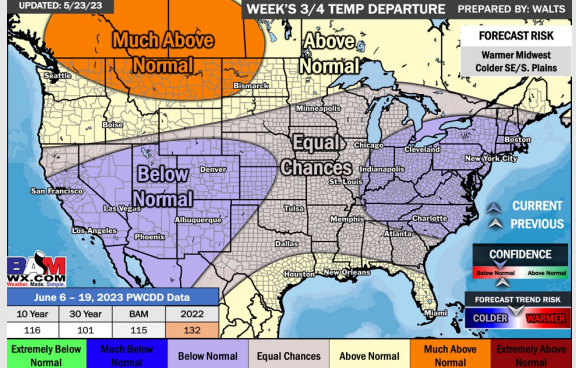 UPDATED: 5/23/23
WEEK'S 3/4 TEMP DEPARTURE
PREPARED BY: WALTS
FORECAST RISK
Warmer Midwest
Colder SE/S. Plains
Much Above
Normal
Above
Normal
Seattle
Bismarck
Minneapolis
Boise
Equal
Chances
Chicago
Cleveland
Boston
New York City
Indianapolis
St. Louis
Below
Normal
Denver
San Francisco
Las Vegas
Albuquerque
Los Angeles
Phoenix
Tulsa
Memphis
Charlotte
Atlanta
Dallas
Houston
New Orleans
Miami
CURRENT
PREVIOUS
CONFIDENCE
Below Normal
Above Normal
FORECAST TREND RISK
COLDER
WARMER
BAM
WX.COM
Weather. Made. Simple.
June 6 – 19, 2023 PWCDD Data
10 Year 30 Year BAM 2022
116 101 115 132
Extremely Below
Normal
Much Below
Normal
Below Normal
Equal Chances
Above Normal
Much Above
Normal
Extremely Above
Normal